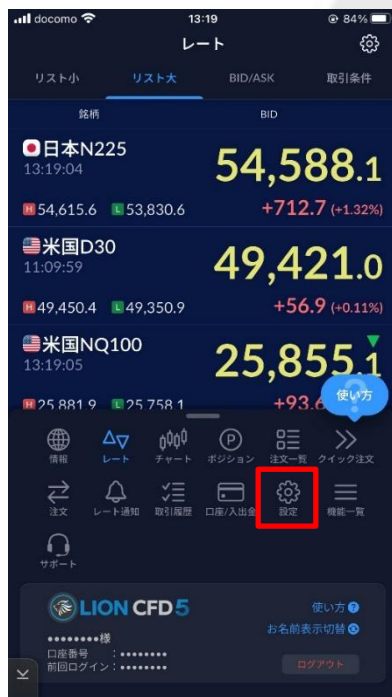 docomo 13:19 84%
レート
リスト小 リスト大 BID/ASK 取引条件
銘柄 BID
日本N225
13:19:04
54,588.1
H 54,615.6 L 53,830.6 +712.7 (+1.32%)
米国D30
11:09:59
49,421.0
H 49,450.4 L 49,350.9 +56.9 (+0.11%)
米国NQ100
13:19:05
25,855.1
H 25,881.9 L 25,758.1 +93.6
?
使い方
情報 レート チャート P ポジション 注文一覧 クイック注文
注文 レート通知 取引履歴 口座/入出金 設定 機能一覧
サポート
LION CFD 5
使い方 ?
お名前表示切替
••••••••様
口座番号 : ••••••••
前回ログイン : ••••••••
ログアウト